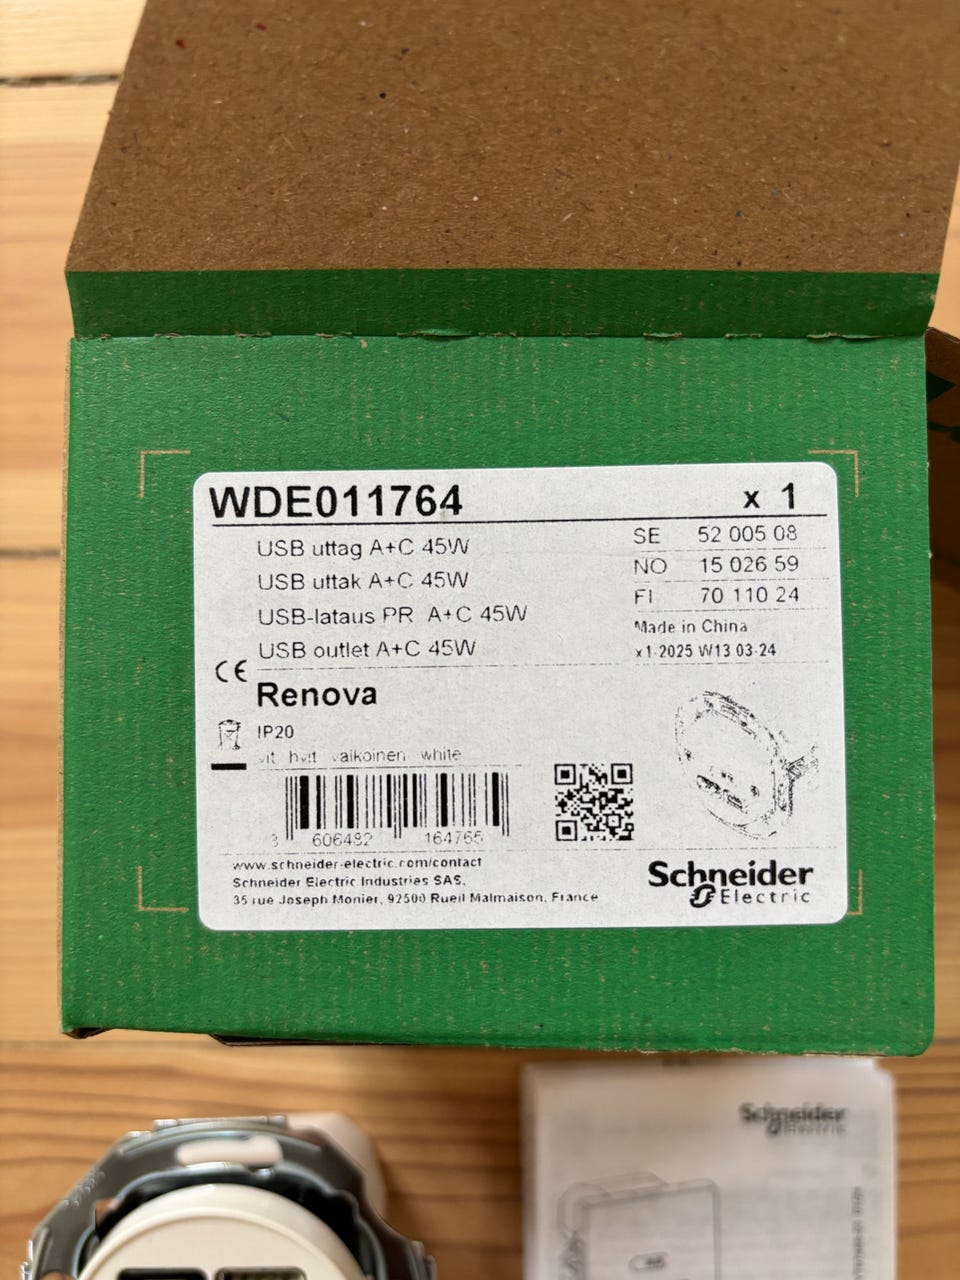 WDE011764 x 1
USB uttag A+C 45W
USB uttak A+C 45W
USB-lataus PR A+C 45W
USB outlet A+C 45W
SE 52 005 08
NO 15 026 59
FI 70 110 24
Made in China
x1-2025 W13 03-24
CE
Renova
IP20
vit hvit valkoinen white
3 606482 164765
www.schneider-electric.com/contact
Schneider Electric Industries SAS,
35 rue Joseph Monier, 92500 Rueil Malmaison, France
Schneider
Electric
Schneider
Electric